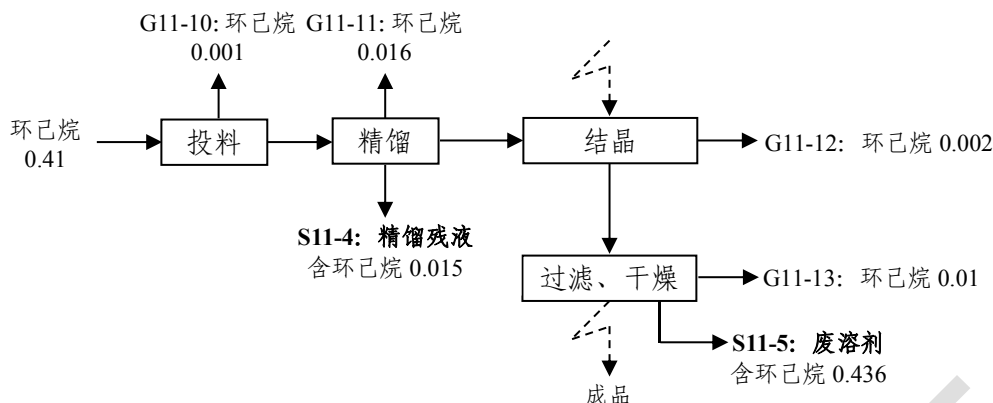 G11-10: 环己烷
0.001
G11-11: 环己烷
0.016
环己烷
0.41
投料
精馏
结晶
G11-12: 环己烷 0.002
S11-4: 精馏残液
含环己烷 0.015
过滤、干燥
G11-13: 环己烷 0.01
S11-5: 废溶剂
含环己烷 0.436
成品